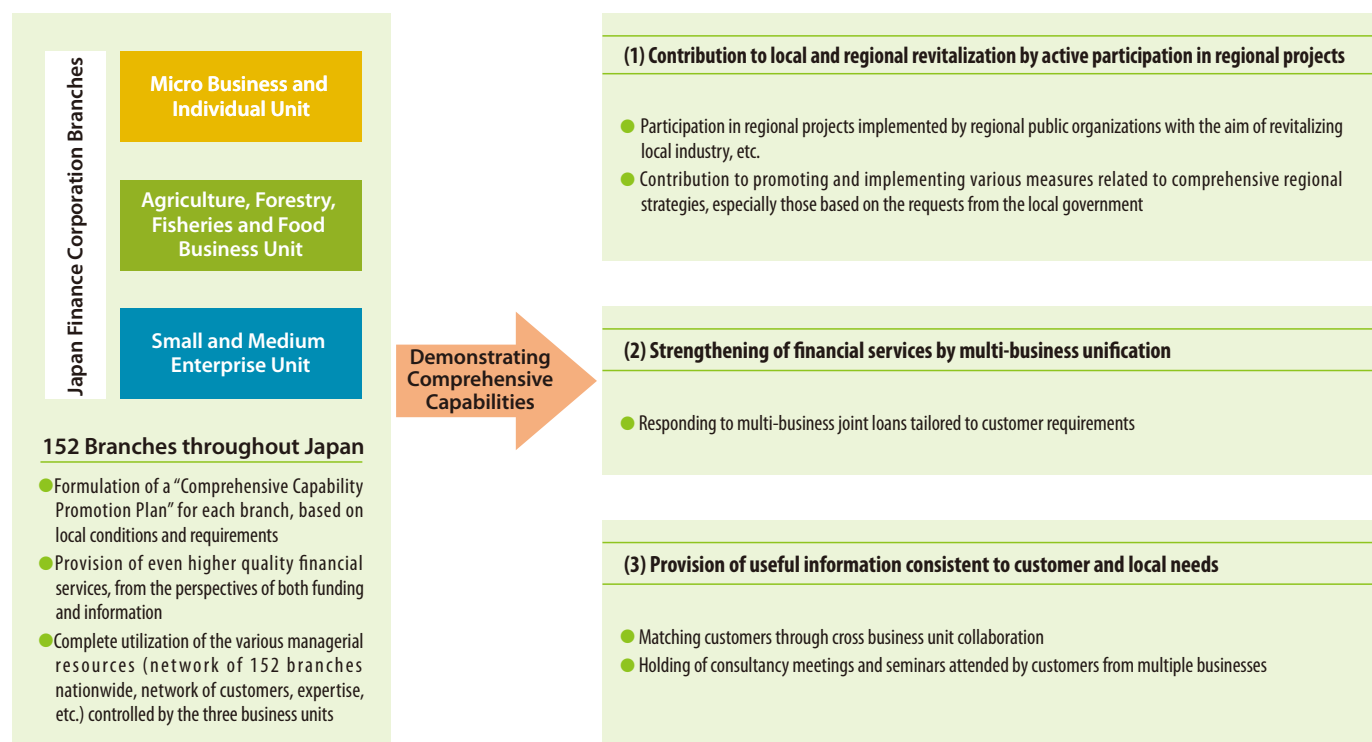 Japan Finance Corporation Branches
Micro Business and
Individual Unit
Agriculture, Forestry,
Fisheries and Food
Business Unit
Small and Medium
Enterprise Unit
152 Branches throughout Japan
●Formulation of a “Comprehensive Capability
Promotion Plan” for each branch, based on
local conditions and requirements
●Provision of even higher quality financial
services, from the perspectives of both funding
and information
●Complete utilization of the various managerial
resources (network of 152 branches
nationwide, network of customers, expertise,
etc.) controlled by the three business units
Demonstrating
Comprehensive
Capabilities
(1) Contribution to local and regional revitalization by active participation in regional projects
● Participation in regional projects implemented by regional public organizations with the aim of revitalizing
local industry, etc.
● Contribution to promoting and implementing various measures related to comprehensive regional
strategies, especially those based on the requests from the local government
(2) Strengthening of financial services by multi-business unification
● Responding to multi-business joint loans tailored to customer requirements
(3) Provision of useful information consistent to customer and local needs
● Matching customers through cross business unit collaboration
● Holding of consultancy meetings and seminars attended by customers from multiple businesses